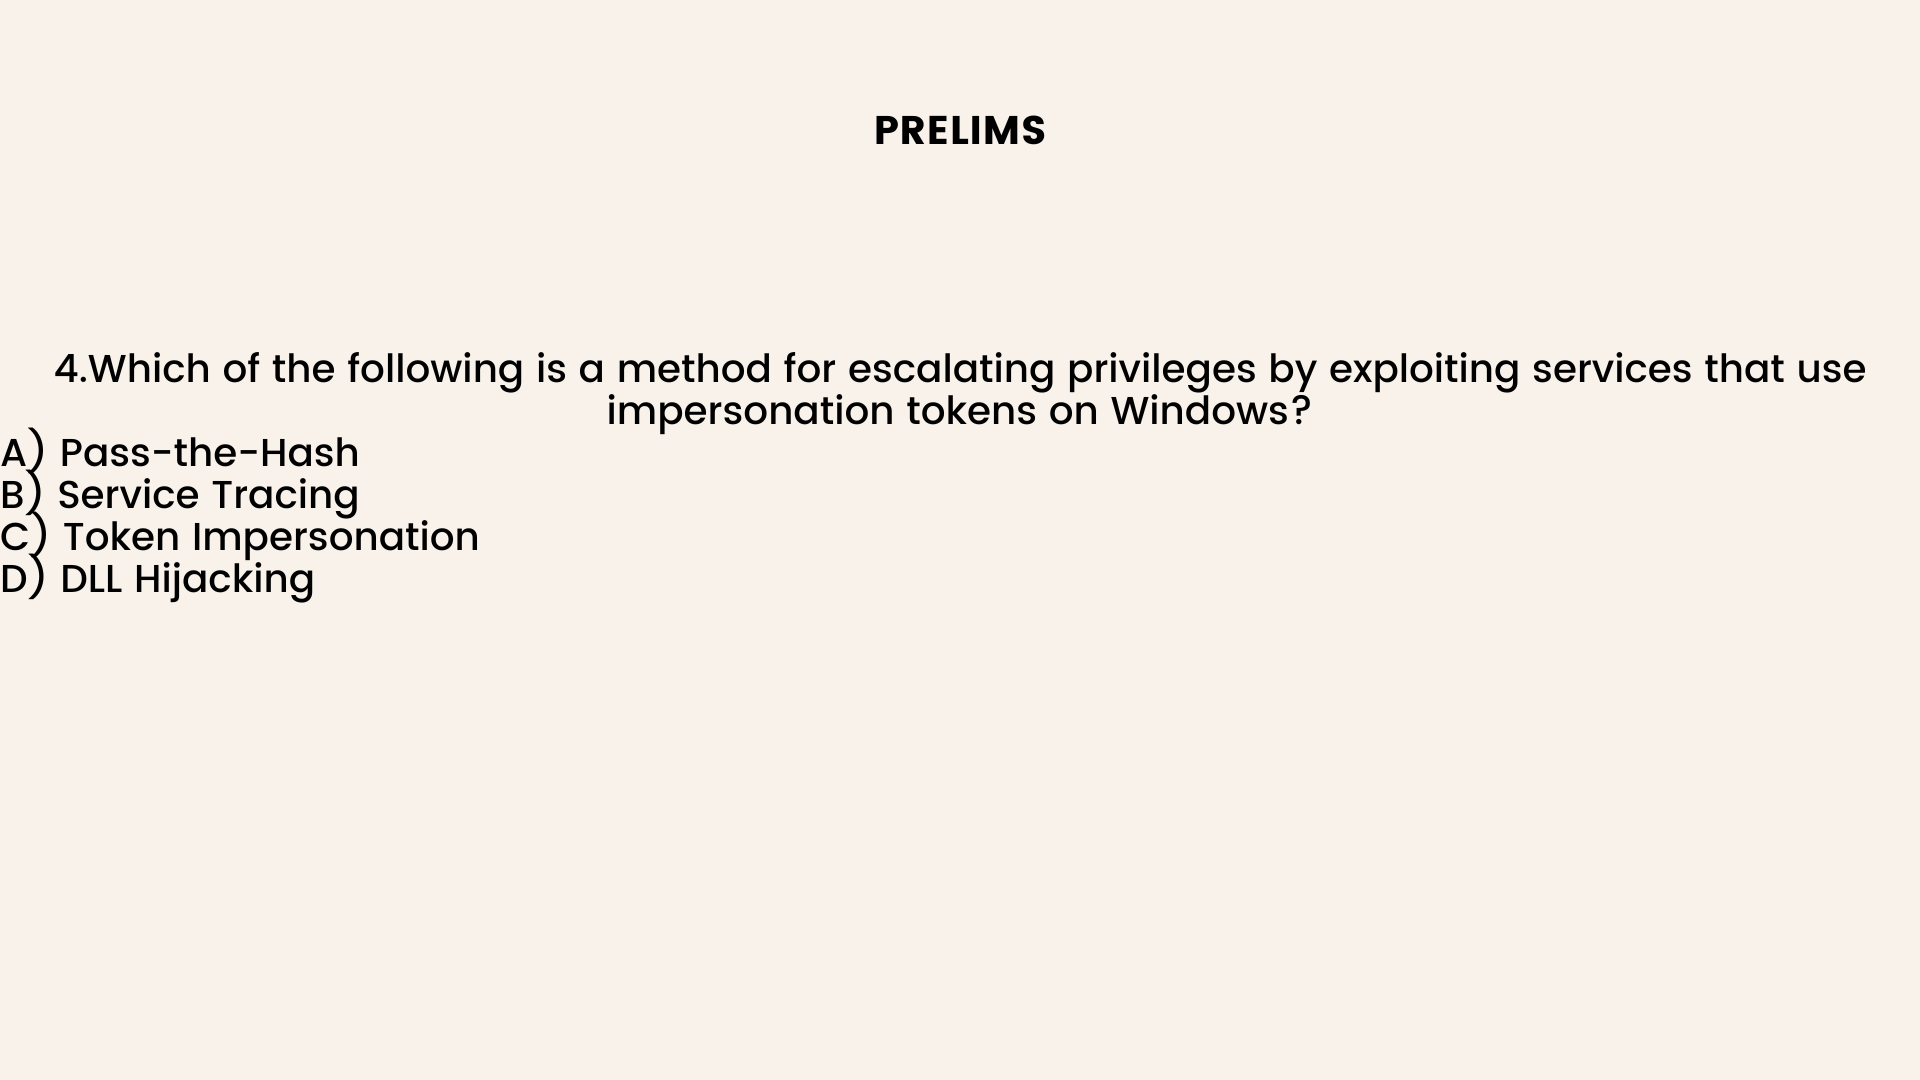 PRELIMS
4.Which of the following is a method for escalating privileges by exploiting services that use
impersonation tokens on Windows?
A) Pass-the-Hash
B) Service Tracing
C) Token Impersonation
D) DLL Hijacking